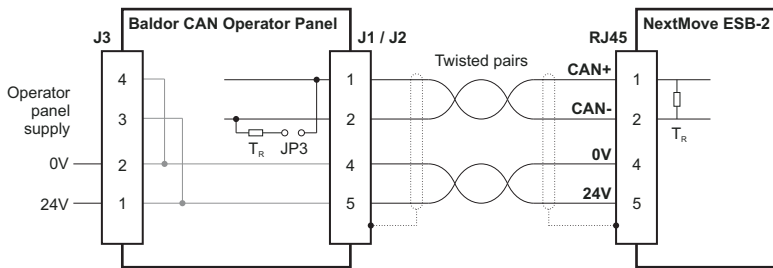 Baldor CAN Operator Panel
NextMove ESB-2
J3
J1 / J2
RJ45
Twisted pairs
Operator
panel
supply
0V
24V
4
3
2
1
TR
JP3
1
2
4
5
CAN+
CAN-
0V
24V
1
2
4
5
TR